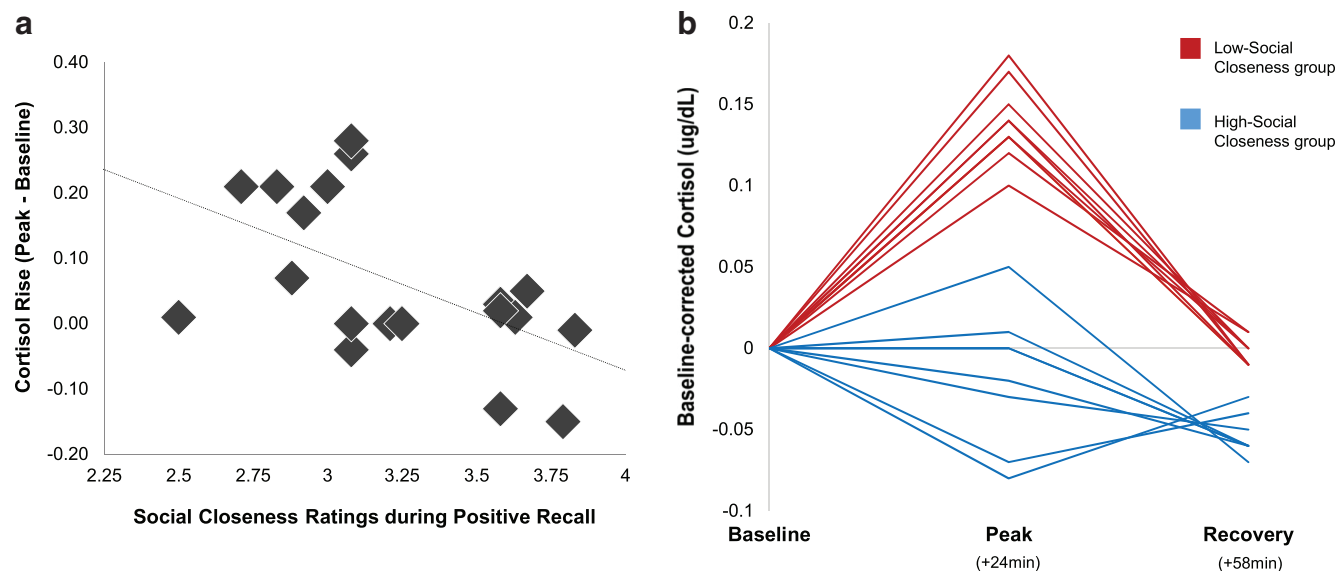 a
Cortisol Rise (Peak - Baseline)
0.40
0.30
0.20
0.10
0.00
-0.10
-0.20
2.25 2.5 2.75 3 3.25 3.5 3.75 4
Social Closeness Ratings during Positive Recall
b
Baseline-corrected Cortisol (ug/dL)
0.2
0.15
0.1
0.05
0
-0.05
-0.1
Baseline Peak Recovery
(+24min) (+58min)
Low-Social
Closeness group
High-Social
Closeness group